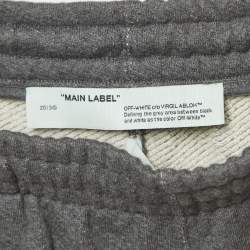 "MAIN LABEL"
OFF-WHITE c/o VIRGIL ABLOH™
Defining the grey area between black
and white as the color Off-White™